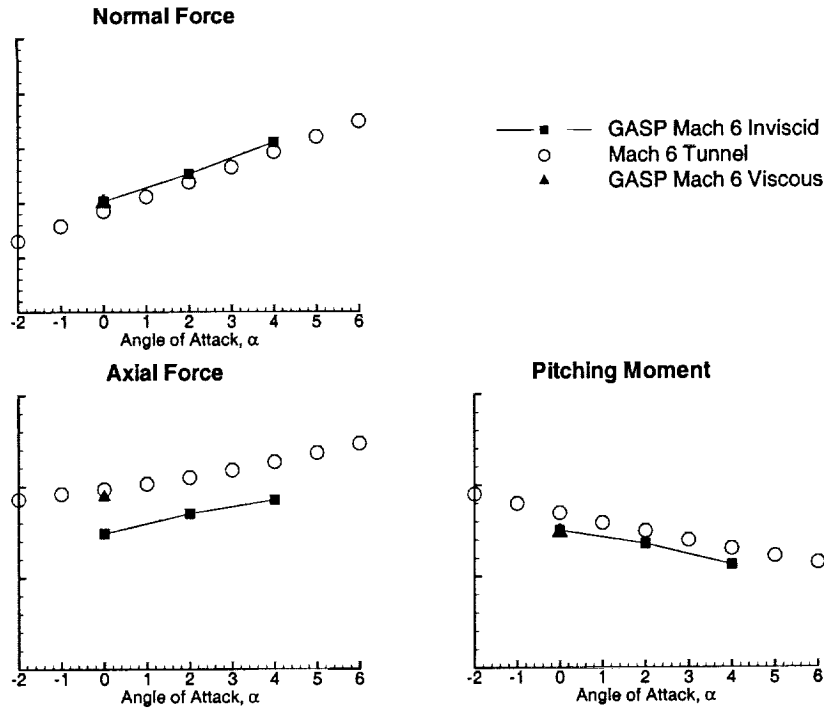 Normal Force
GASP Mach 6 Inviscid
Mach 6 Tunnel
GASP Mach 6 Viscous
-2 -1 0 1 2 3 4 5 6
Angle of Attack, α
Axial Force
-2 -1 0 1 2 3 4 5 6
Angle of Attack, α
Pitching Moment
-2 -1 0 1 2 3 4 5 6
Angle of Attack, α